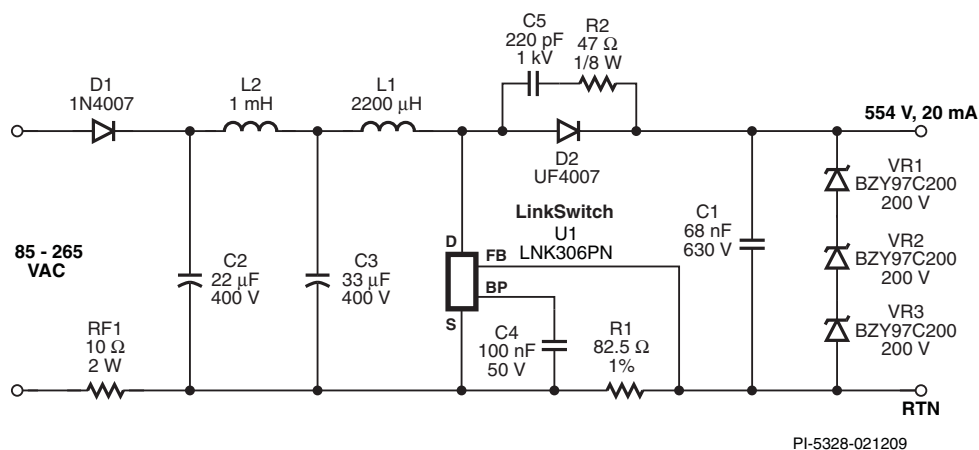 C5
220 pF
1 kV
R2
47 Ω
1/8 W
D1
1N4007
L2
1 mH
L1
2200 µH
554 V, 20 mA
D2
UF4007
VR1
BZY97C200
200 V
LinkSwitch
U1
LNK306PN
C1
68 nF
630 V
85 - 265
VAC
D
FB
BP
S
C2
22 µF
400 V
C3
33 µF
400 V
VR2
BZY97C200
200 V
RF1
10 Ω
2 W
C4
100 nF
50 V
R1
82.5 Ω
1%
VR3
BZY97C200
200 V
RTN
PI-5328-021209